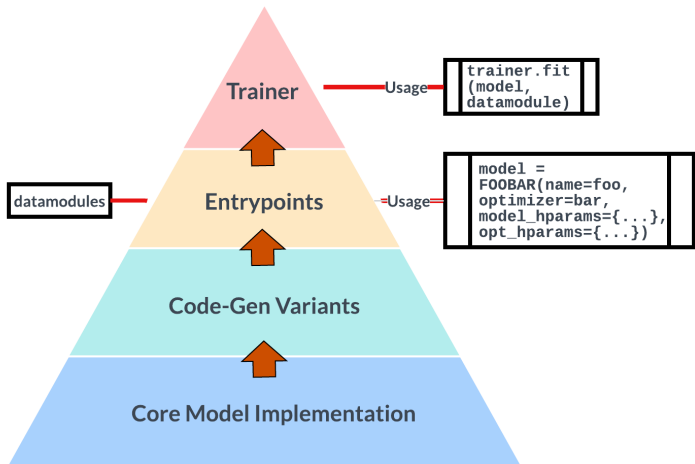 Trainer
Usage
trainer.fit
(model,
datamodule)
datamodules
Entrypoints
Usage
model =
FOOBAR(name=foo,
optimizer=bar,
model_hparams={...},
opt_hparams={...})
Code-Gen Variants
Core Model Implementation